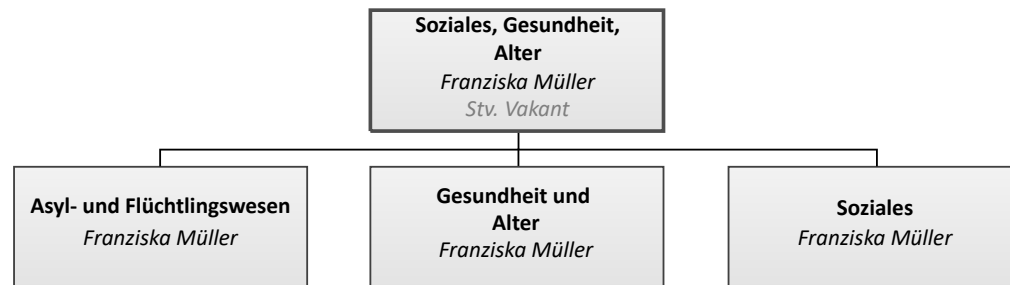 Soziales, Gesundheit,
Alter
Franziska Müller
Stv. Vakant
Asyl- und Flüchtlingswesen
Franziska Müller
Gesundheit und
Alter
Franziska Müller
Soziales
Franziska Müller